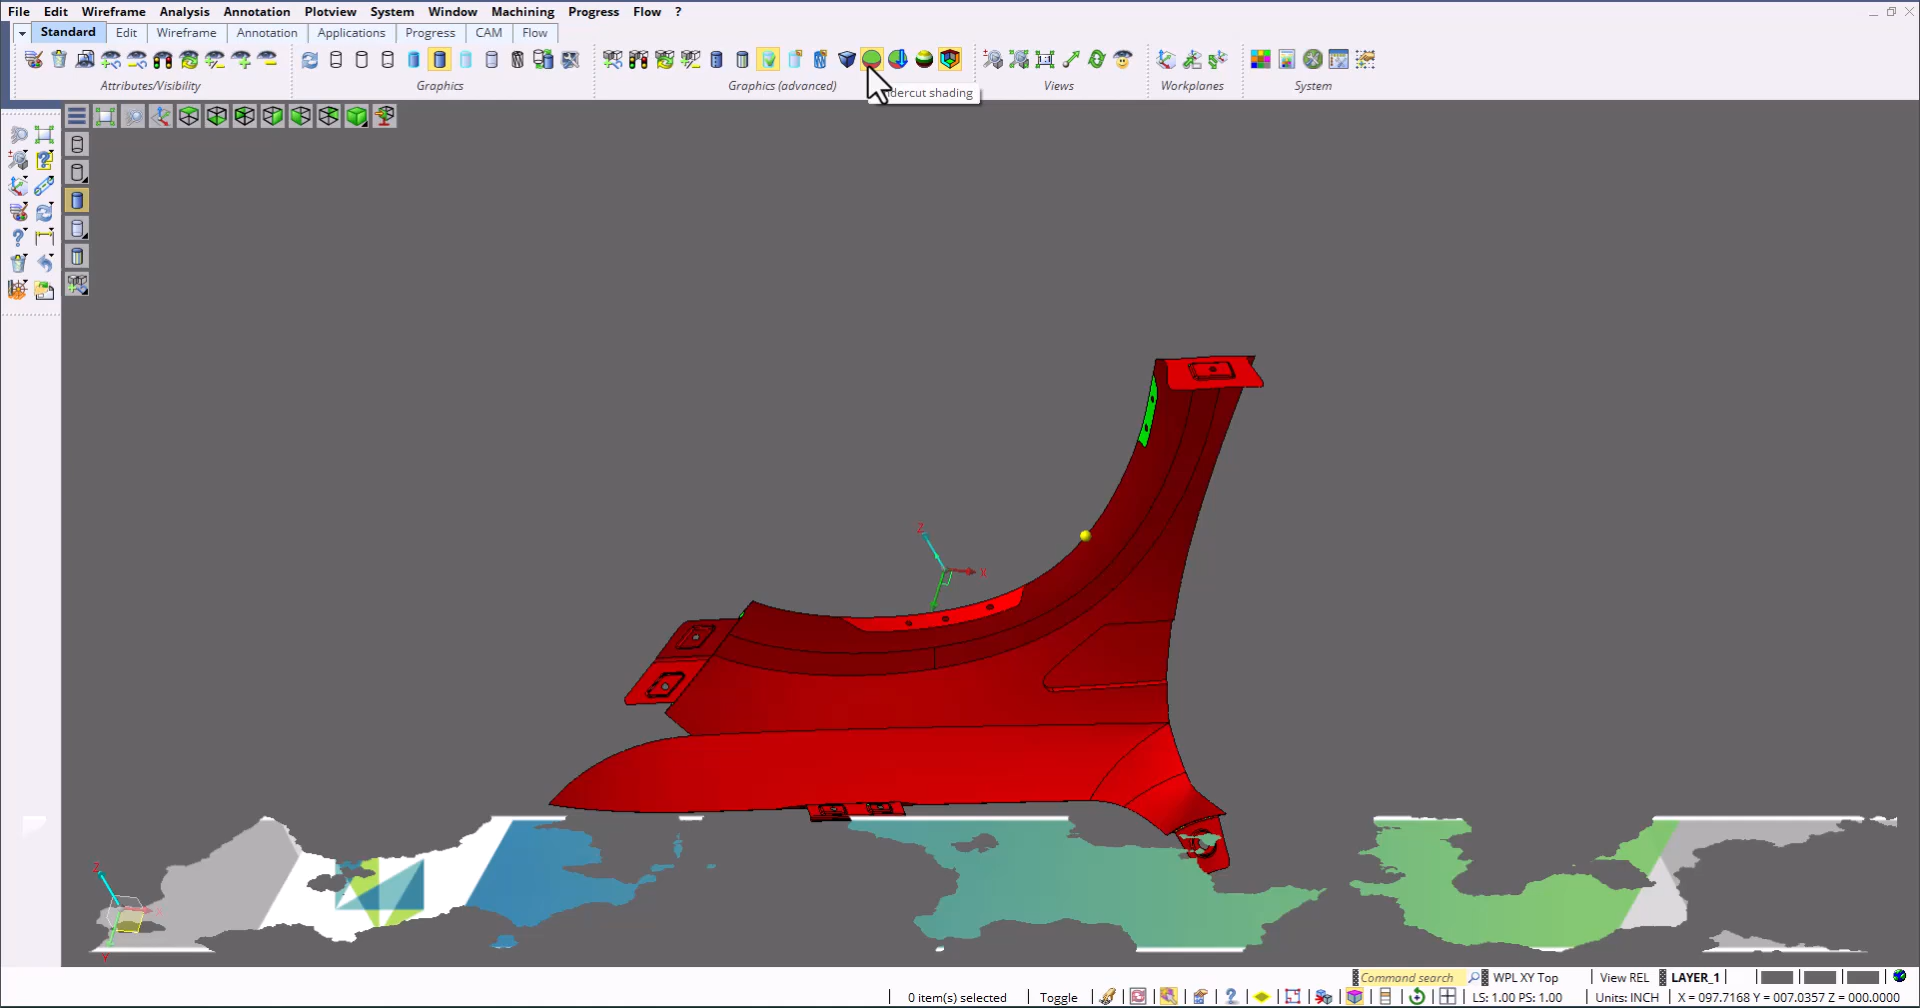 File Edit Wireframe Analysis Annotation Plotview System Window Machining Progress Flow ?
Standard Edit Wireframe Annotation Applications Progress CAM Flow
Attributes/Visibility Graphics Graphics (advanced) Views Workplanes System
dercut shading
Z
X
Z
X
Y
Command search WPL XY Top View REL LAYER_1
0 item(s) selected Toggle LS: 1.00 PS: 1.00 Units: INCH X = 097.7168 Y = 007.0357 Z = 000.0000